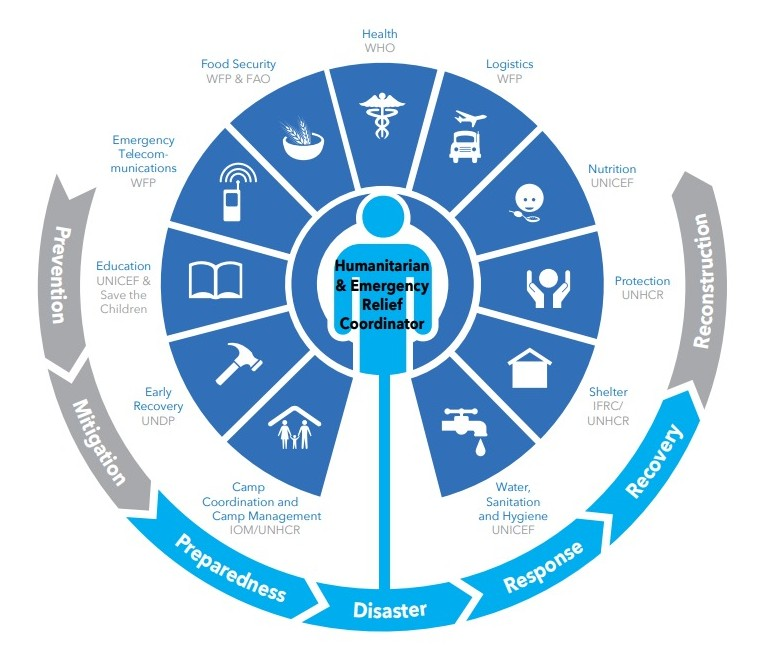 Health
WHO
Food Security
WFP & FAO
Logistics
WFP
Emergency
Telecom-
munications
WFP
Nutrition
UNICEF
Education
UNICEF &
Save the
Children
Humanitarian
& Emergency
Relief
Coordinator
Protection
UNHCR
Early
Recovery
UNDP
Shelter
IFRC/
UNHCR
Camp
Coordination and
Camp Management
IOM/UNHCR
Water,
Sanitation
and Hygiene
UNICEF
Prevention
Mitigation
Preparedness
Disaster
Response
Recovery
Reconstruction